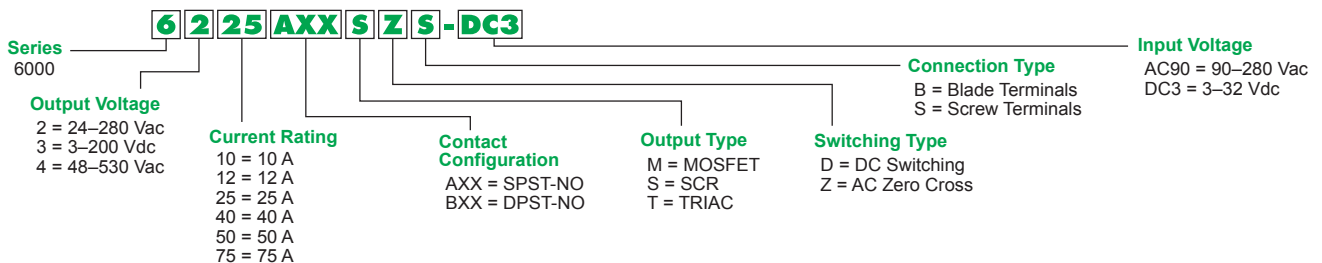 6 2 25 AXX S Z S - DC3
Series
6000
Output Voltage
2 = 24–280 Vac
3 = 3–200 Vdc
4 = 48–530 Vac
Current Rating
10 = 10 A
12 = 12 A
25 = 25 A
40 = 40 A
50 = 50 A
75 = 75 A
Contact
Configuration
AXX = SPST-NO
BXX = DPST-NO
Output Type
M = MOSFET
S = SCR
T = TRIAC
Switching Type
D = DC Switching
Z = AC Zero Cross
Connection Type
B = Blade Terminals
S = Screw Terminals
Input Voltage
AC90 = 90–280 Vac
DC3 = 3–32 Vdc